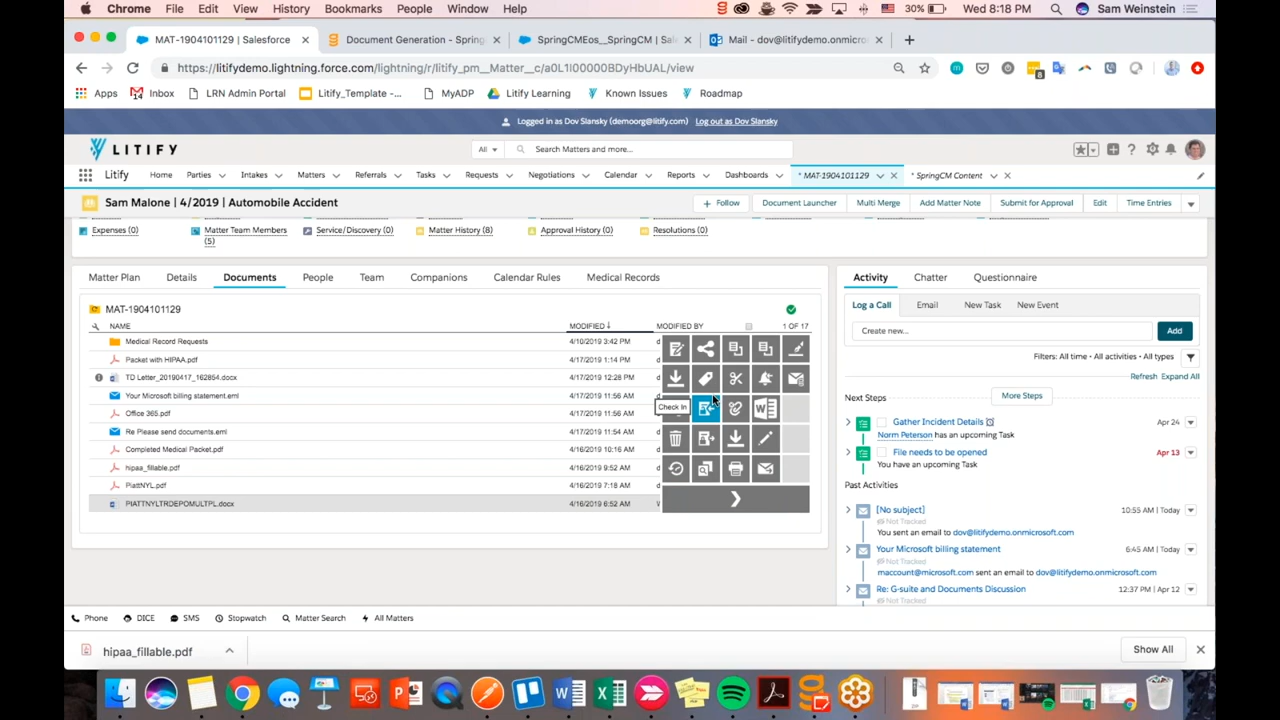 Chrome File Edit View History Bookmarks People Window Help 30% Wed 8:18 PM Sam Weinstein
MAT-1904101129 | Salesforce Document Generation - Spring SpringCMEos__SpringCM | Sal Mail - dov@litifydemo.onmicro
https://litifydemo.lightning.force.com/lightning/r/litify_pm__Matter__c/a0L1I00000BDyHbUAL/view 8
Apps 14 Inbox LRN Admin Portal Litify_Template -... MyADP Litify Learning Known Issues Roadmap
Logged in as Dov Slansky (demoorg@litify.com) Log out as Dov Slansky
LITIFY All Search Matters and more...
Litify Home Parties Intakes Matters Referrals Tasks Requests Negotiations Calendar Reports Dashboards * MAT-1904101129 * SpringCM Content
Sam Malone | 4/2019 | Automobile Accident + Follow Document Launcher Multi Merge Add Matter Note Submit for Approval Edit Time Entries
Expenses (0) Matter Team Members (5) Service/Discovery (0) Matter History (8) Approval History (0) Resolutions (0)
Matter Plan Details Documents People Team Companions Calendar Rules Medical Records
MAT-1904101129
NAME MODIFIED MODIFIED BY 1 OF 17
Medical Record Requests 4/10/2019 3:42 PM d
Packet with HIPAA.pdf 4/17/2019 1:14 PM d
TD Letter_20190417_162854.docx 4/17/2019 12:28 PM d
Your Microsoft billing statement.eml 4/17/2019 11:56 AM d
Office 365.pdf 4/17/2019 11:56 AM
Re Please send documents.eml 4/17/2019 11:54 AM d
Completed Medical Packet.pdf 4/16/2019 10:16 AM d
hipaa_fillable.pdf 4/16/2019 9:52 AM d
PiattNYL.pdf 4/16/2019 7:18 AM d
PIATTNYLTRDEPOMULTPL.docx 4/16/2019 6:52 AM
Check In
W
Activity Chatter Questionnaire
Log a Call Email New Task New Event
Create new... Add
Filters: All time • All activities • All types
Refresh Expand All
Next Steps More Steps
Gather Incident Details Apr 24
Norm Peterson has an upcoming Task
File needs to be opened Apr 13
You have an upcoming Task
Past Activities
[No subject] 10:55 AM | Today
Not Tracked
You sent an email to dov@litifydemo.onmicrosoft.com
Your Microsoft billing statement 6:45 AM | Today
Not Tracked
maccount@microsoft.com sent an email to dov@litifydemo.onmicrosoft.com
Re: G-suite and Documents Discussion 12:37 PM | Apr 12
Not Tracked
Phone DICE SMS Stopwatch Matter Search All Matters
hipaa_fillable.pdf Show All